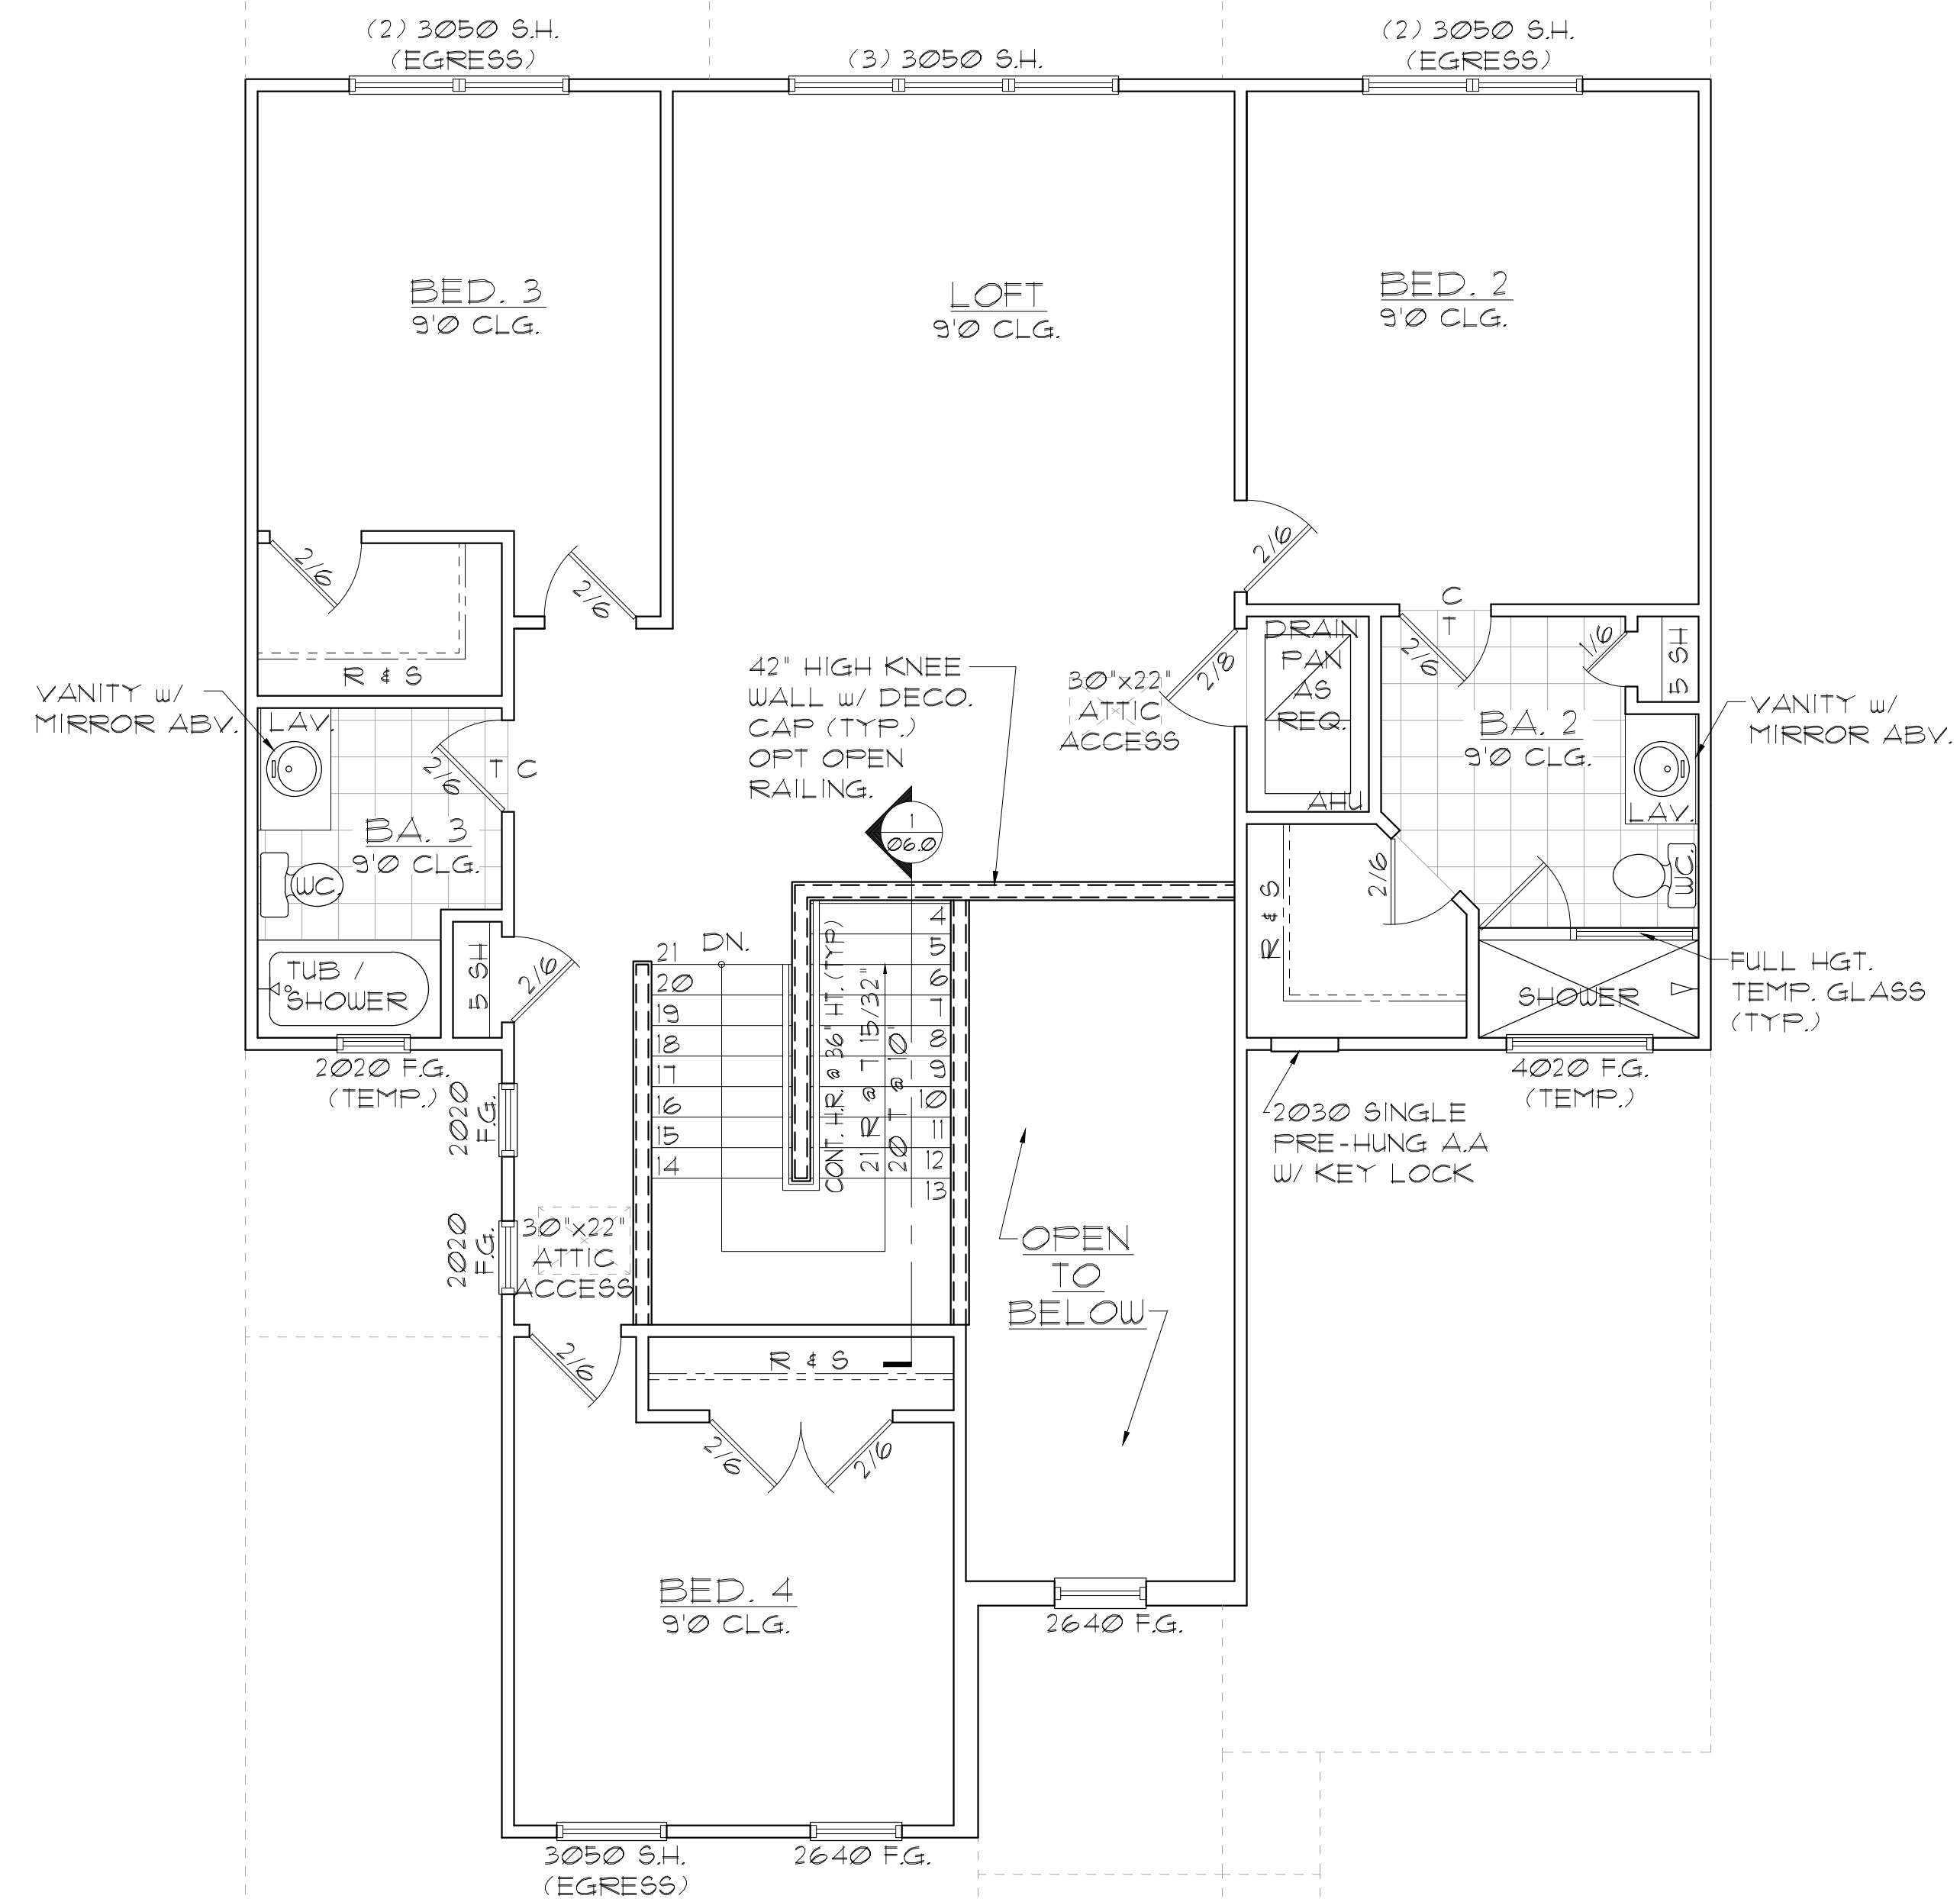 (2) 3050 S.H.
(EGRESS)
(3) 3050 S.H.
(2) 3050 S.H.
(EGRESS)
BED. 3
9'0 CLG.
LOFT
9'0 CLG.
BED. 2
9'0 CLG.
2/6
2/6
2/6
R & S
C
T
2/6
1/6
5 SH
DRAIN
PAN
AS
REQ.
AHU
2/8
30"x22"
ATTIC
ACCESS
42" HIGH KNEE
WALL w/ DECO.
CAP (TYP.)
OPT OPEN
RAILING.
VANITY w/
MIRROR ABV.
LAV.
2/6
T C
BA. 3
9'0 CLG.
WC.
BA. 2
9'0 CLG.
VANITY w/
MIRROR ABV.
LAV.
WC.
1
06.0
2/6
R & S
TUB /
SHOWER
5 SH
2/6
SHOWER
FULL HGT.
TEMP. GLASS
(TYP.)
DN.
21
20
19
18
17
16
15
14
4
5
6
7
8
9
10
11
12
13
CONT. H.R. @ 36" HT. (TYP)
21 R @ 7 15/32"
20 T @ 10"
2020 F.G.
(TEMP.)
2020
F.G.
2020
F.G.
4020 F.G.
(TEMP.)
2030 SINGLE
PRE-HUNG A.A
W/ KEY LOCK
30"x22"
ATTIC
ACCESS
OPEN
TO
BELOW
2/6
R & S
2/6
2/6
BED. 4
9'0 CLG.
2640 F.G.
3050 S.H.
(EGRESS)
2640 F.G.